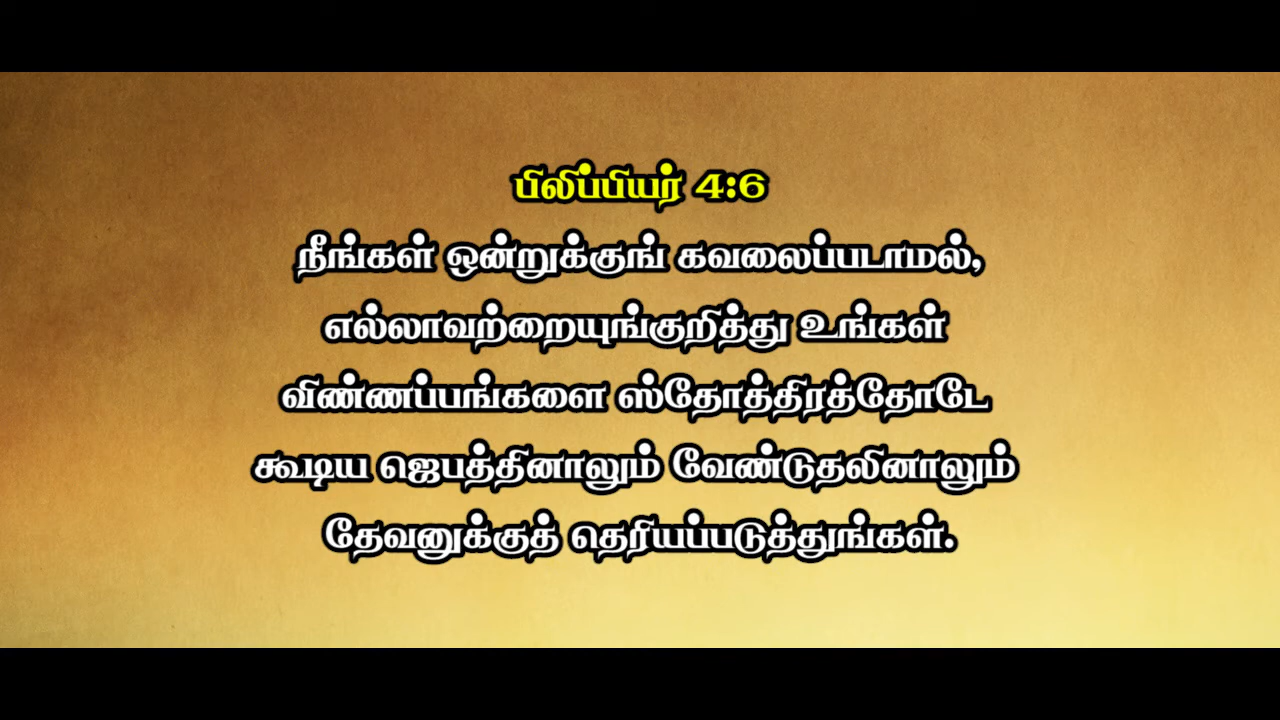 பிலிப்பியர் 4:6
நீங்கள் ஒன்றுக்குங் கவலைப்படாமல்,
எல்லாவற்றையுங்குறித்து உங்கள்
விண்ணப்பங்களை ஸ்தோத்திரத்தோடே
கூடிய ஜெபத்தினாலும் வேண்டுதலினாலும்
தேவனுக்குத் தெரியப்படுத்துங்கள்.